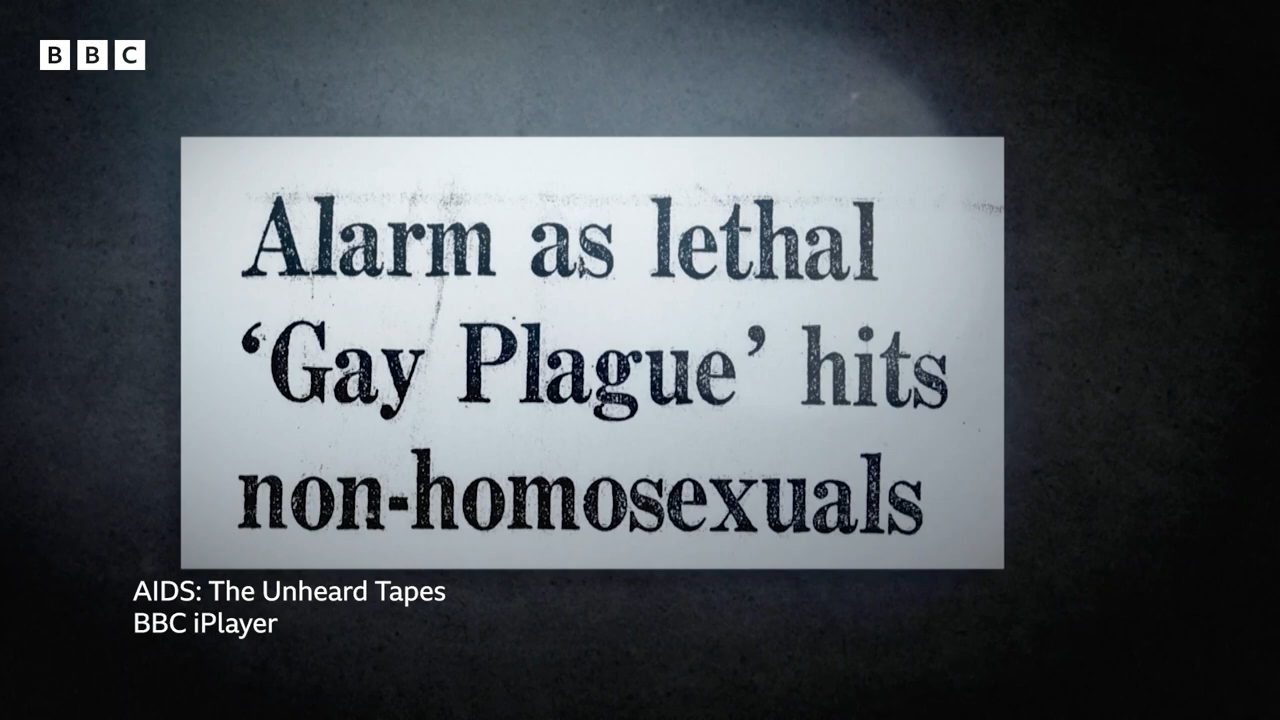 BBC
Alarm as lethal
‘Gay Plague’ hits
non-homosexuals
AIDS: The Unheard Tapes
BBC iPlayer